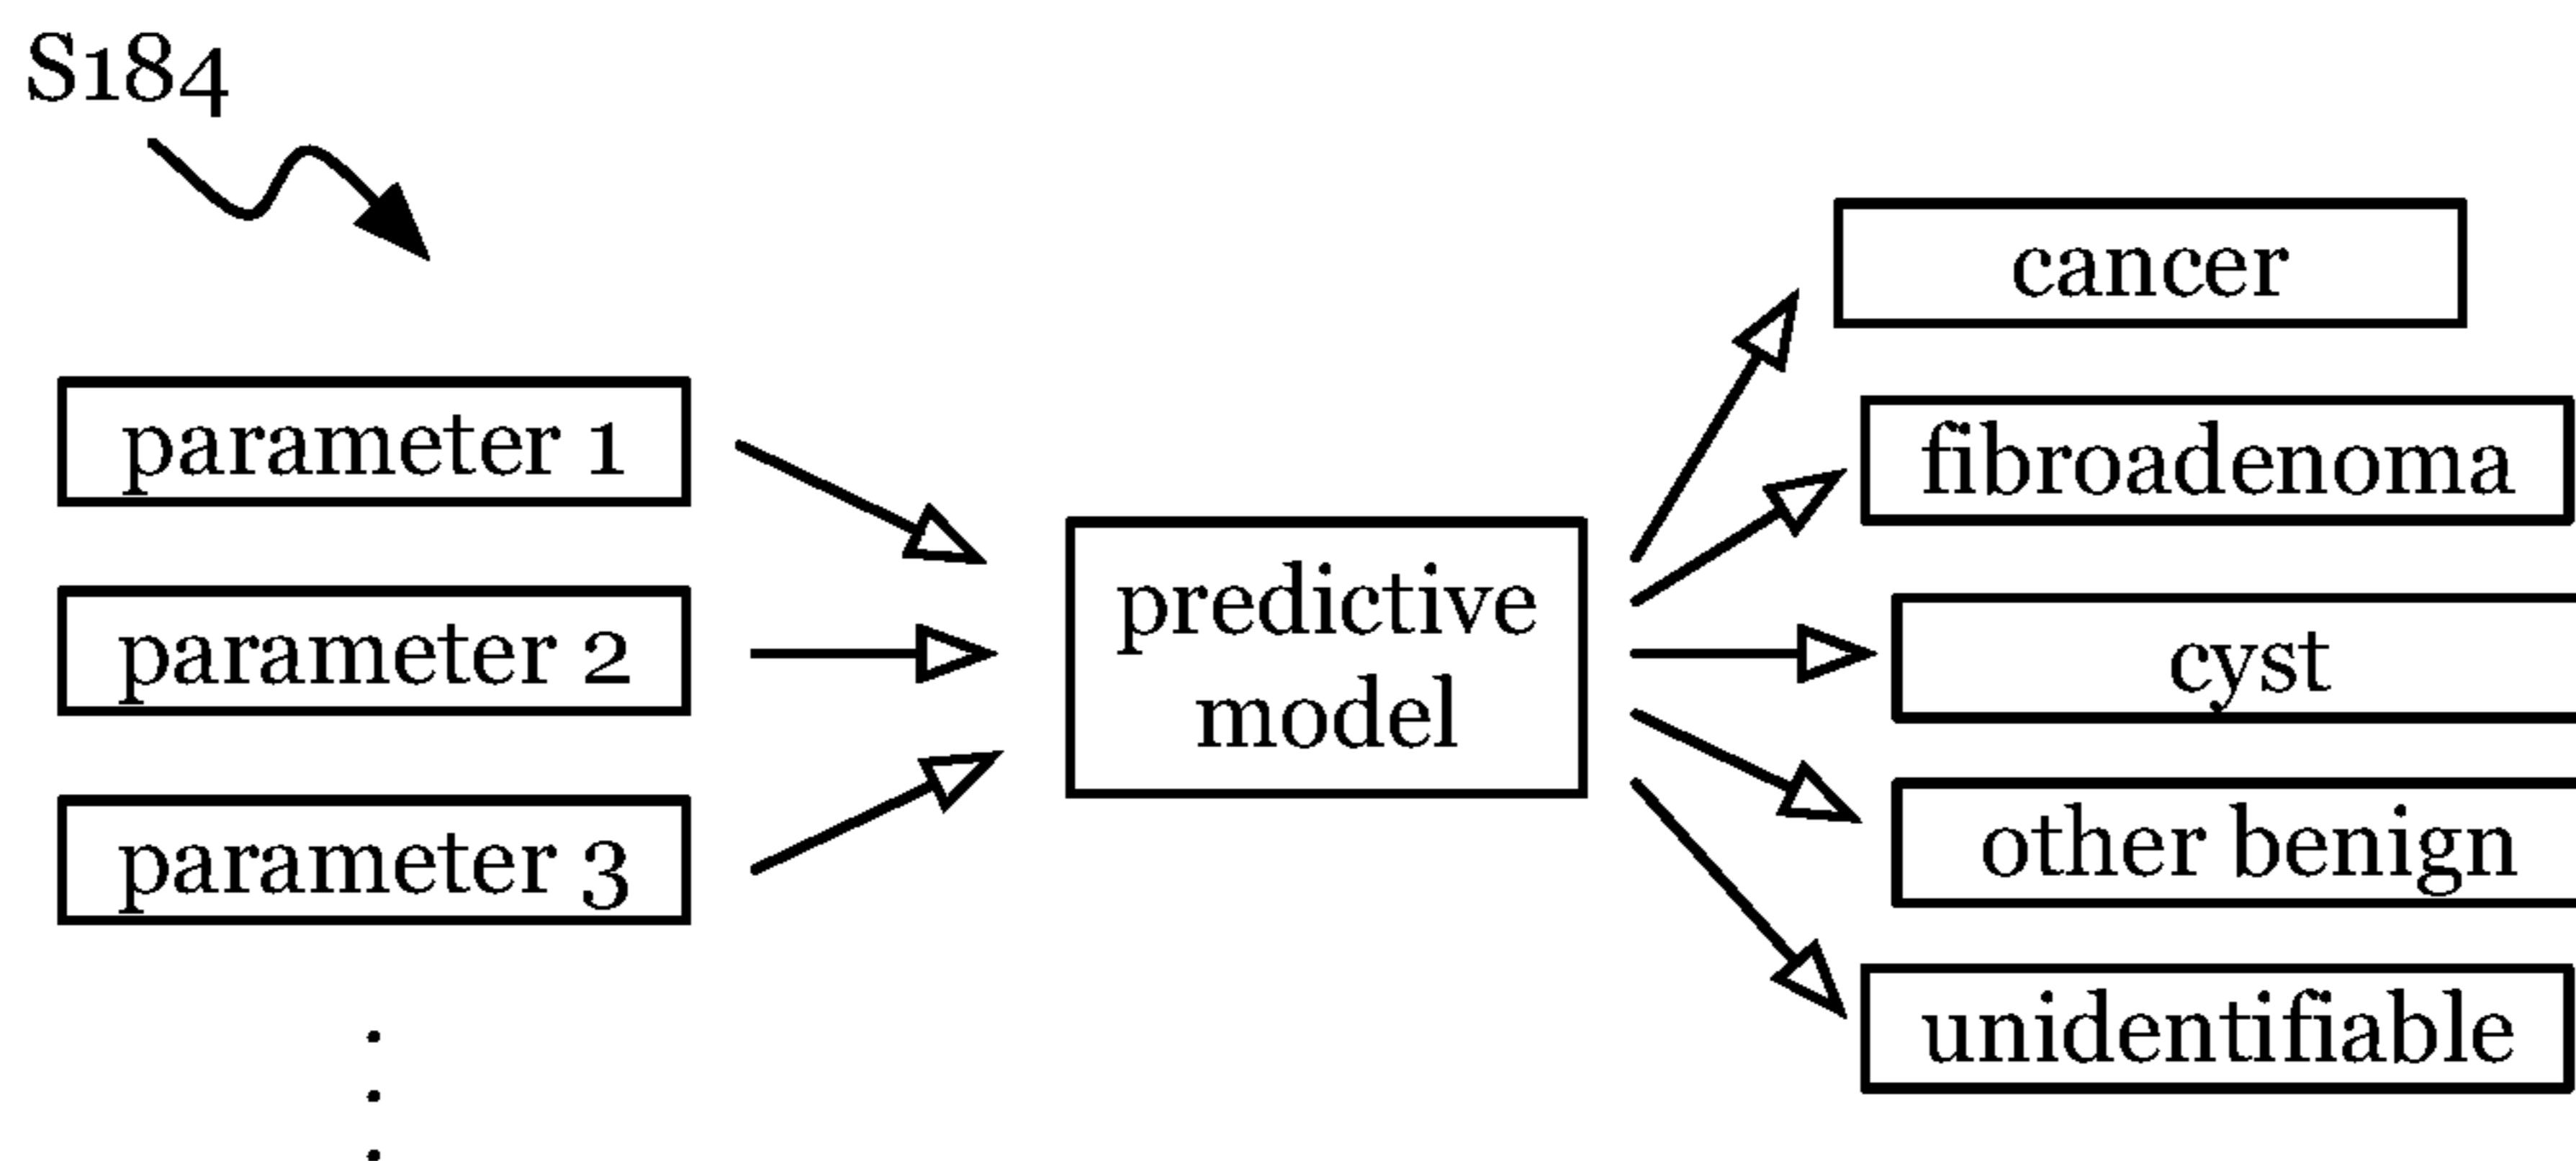 S184
parameter 1
parameter 2
parameter 3
predictive
model
cancer
fibroadenoma
cyst
other benign
unidentifiable